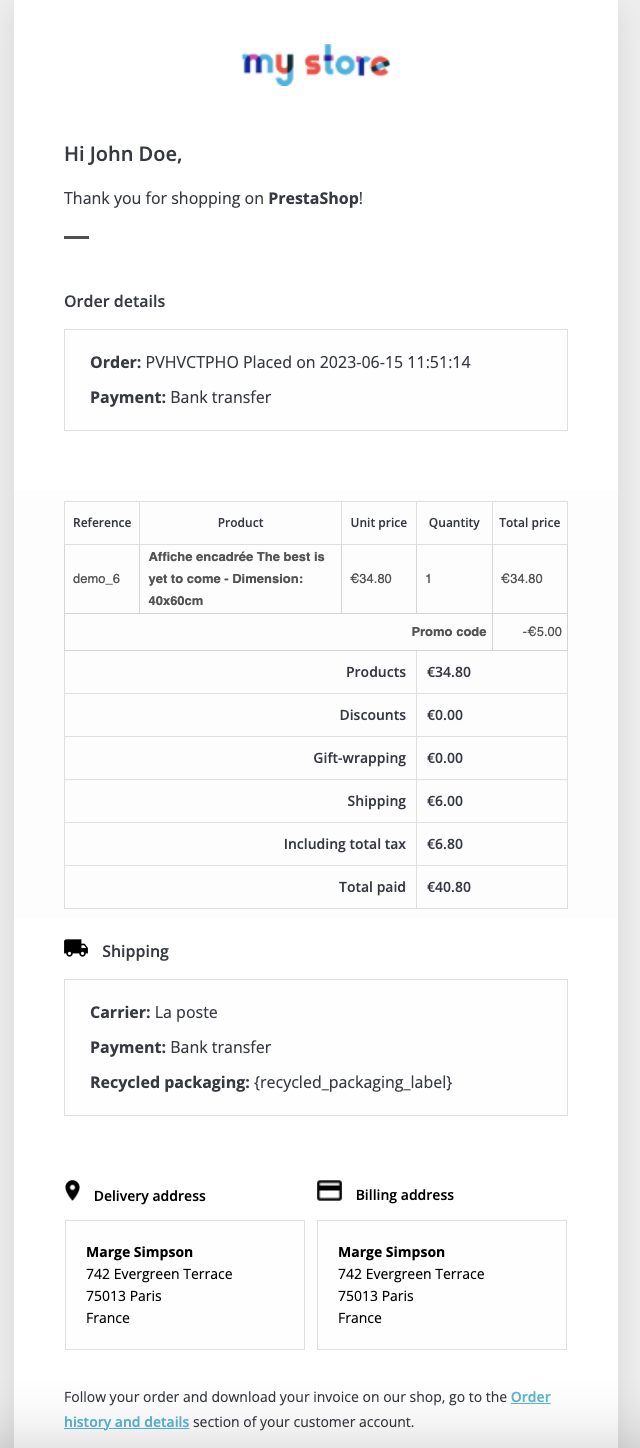 my store
Hi John Doe,
Thank you for shopping on PrestaShop!
Order details
Order: PVHVCTPHO Placed on 2023-06-15 11:51:14
Payment: Bank transfer
Reference Product Unit price Quantity Total price
Affiche encadrée The best is
demo_6 yet to come - Dimension: €34.80 1 €34.80
40x60cm
Promo code -€5.00
Products €34.80
Discounts €0.00
Gift-wrapping €0.00
Shipping €6.00
Including total tax €6.80
Total paid €40.80
Shipping
Carrier: La poste
Payment: Bank transfer
Recycled packaging: {recycled_packaging_label}
Delivery address
Marge Simpson
742 Evergreen Terrace
75013 Paris
France
Billing address
Marge Simpson
742 Evergreen Terrace
75013 Paris
France
Follow your order and download your invoice on our shop, go to the Order
history and details section of your customer account.